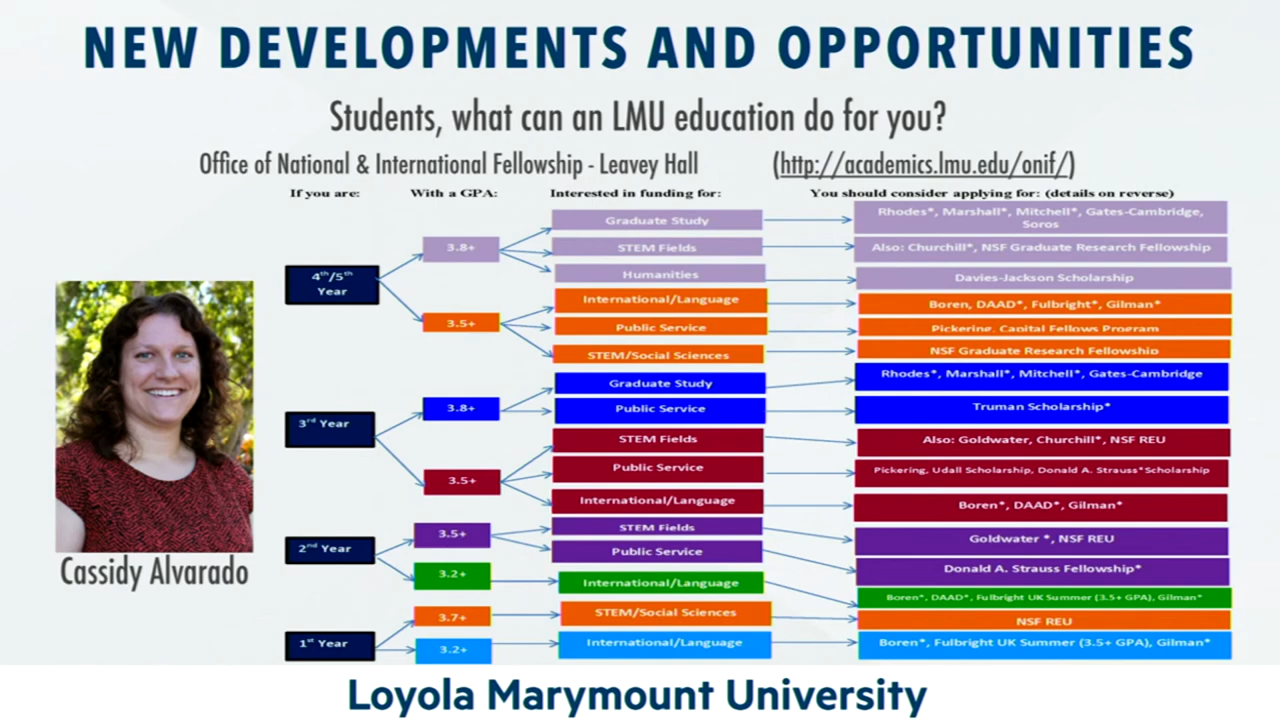 NEW DEVELOPMENTS AND OPPORTUNITIES
Students, what can an LMU education do for you?
Office of National & International Fellowship - Leavey Hall (http://academics.lmu.edu/onif/)
If you are: With a GPA: Interested in funding for: You should consider applying for: (details on reverse)
4th/5th
Year
3.8+
Graduate Study
Rhodes*, Marshall*, Mitchell*, Gates-Cambridge,
Soros
STEM Fields
Also: Churchill*, NSF Graduate Research Fellowship
Humanities
Davies-Jackson Scholarship
3.5+
International/Language
Boren, DAAD*, Fulbright*, Gilman*
Public Service
Pickering, Capital Fellows Program
STEM/Social Sciences
NSF Graduate Research Fellowship
3rd Year
3.8+
Graduate Study
Rhodes*, Marshall*, Mitchell*, Gates-Cambridge
Public Service
Truman Scholarship*
3.5+
STEM Fields
Also: Goldwater, Churchill*, NSF REU
Public Service
Pickering, Udall Scholarship, Donald A. Strauss*Scholarship
International/Language
Boren*, DAAD*, Gilman*
2nd Year
3.5+
STEM Fields
Goldwater *, NSF REU
Public Service
Donald A. Strauss Fellowship*
3.2+
International/Language
Boren*, DAAD*, Fulbright UK Summer (3.5+ GPA), Gilman*
1st Year
3.7+
STEM/Social Sciences
NSF REU
3.2+
International/Language
Boren*, Fulbright UK Summer (3.5+ GPA), Gilman*
Cassidy Alvarado
Loyola Marymount University